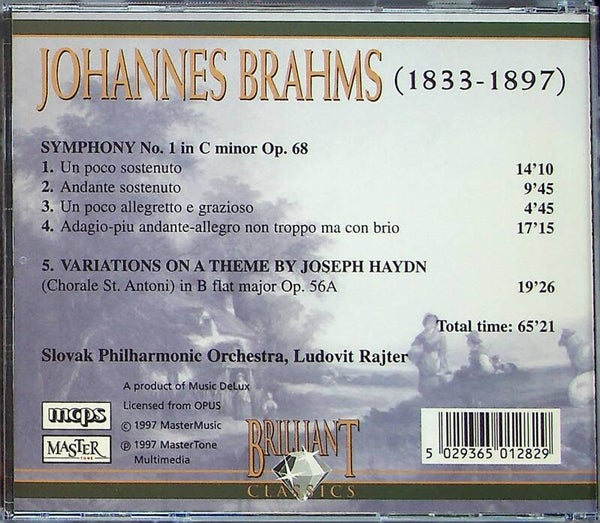 JOHANNES BRAHMS (1833-1897)
SYMPHONY No. 1 in C minor Op. 68
1. Un poco sostenuto 14'10
2. Andante sostenuto 9'45
3. Un poco allegretto e grazioso 4'45
4. Adagio-piu andante-allegro non troppo ma con brio 17'15
5. VARIATIONS ON A THEME BY JOSEPH HAYDN
(Chorale St. Antoni) in B flat major Op. 56A 19'26
Total time: 65'21
Slovak Philharmonic Orchestra, Ludovit Rajter
A product of Music DeLux
Licensed from OPUS
© 1997 MasterMusic
℗ 1997 MasterTone
Multimedia
mcps
MASTER
TONE
BRILLIANT
CLASSICS
5 029365 012829